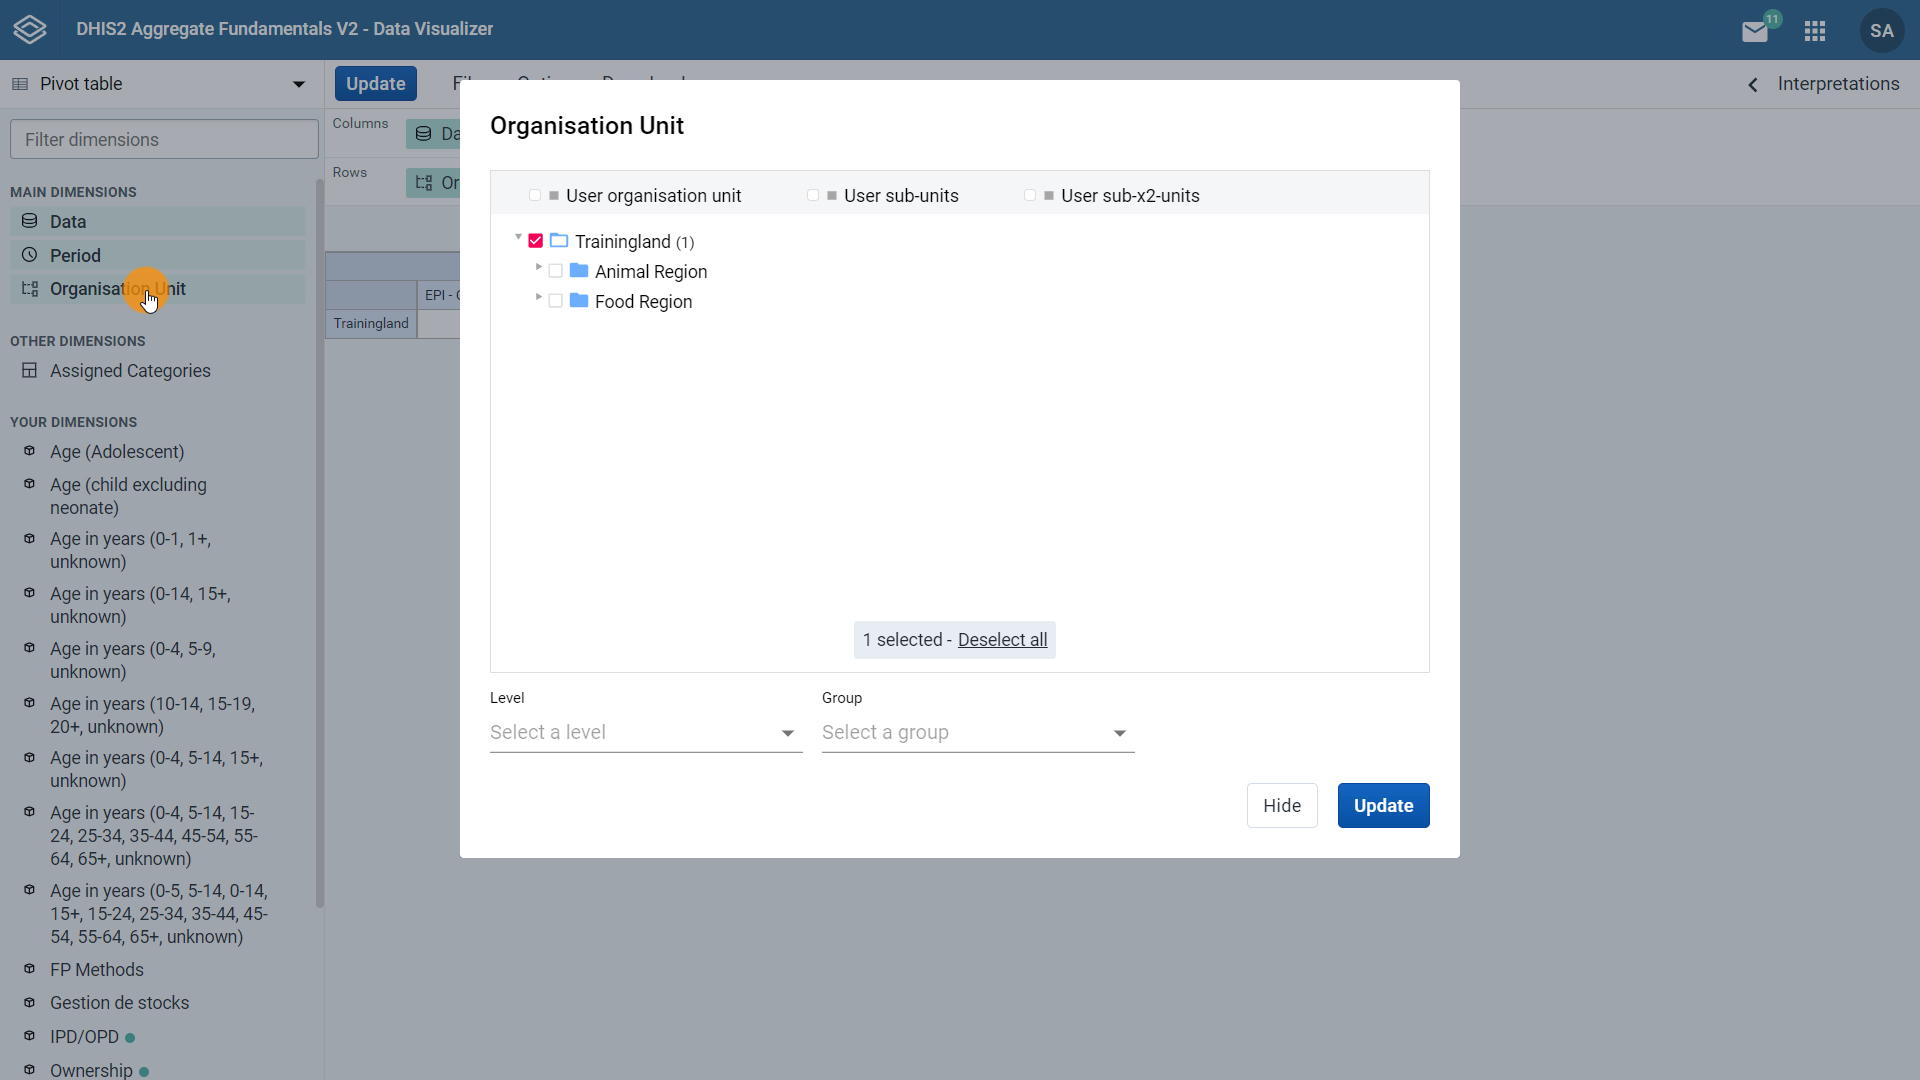 DHIS2 Aggregate Fundamentals V2 - Data Visualizer
11
SA
Pivot table
Update
Interpretations
Filter dimensions
Columns
Da
Rows
Or
MAIN DIMENSIONS
Data
Period
Organisation Unit
OTHER DIMENSIONS
Assigned Categories
YOUR DIMENSIONS
Age (Adolescent)
Age (child excluding
neonate)
Age in years (0-1, 1+,
unknown)
Age in years (0-14, 15+,
unknown)
Age in years (0-4, 5-9,
unknown)
Age in years (10-14, 15-19,
20+, unknown)
Age in years (0-4, 5-14, 15+,
unknown)
Age in years (0-4, 5-14, 15-
24, 25-34, 35-44, 45-54, 55-
64, 65+, unknown)
Age in years (0-5, 5-14, 0-14,
15+, 15-24, 25-34, 35-44, 45-
54, 55-64, 65+, unknown)
FP Methods
Gestion de stocks
IPD/OPD
Ownership
EPI - 
Trainingland
Organisation Unit
User organisation unit
User sub-units
User sub-x2-units
Trainingland (1)
Animal Region
Food Region
1 selected - Deselect all
Level
Select a level
Group
Select a group
Hide
Update